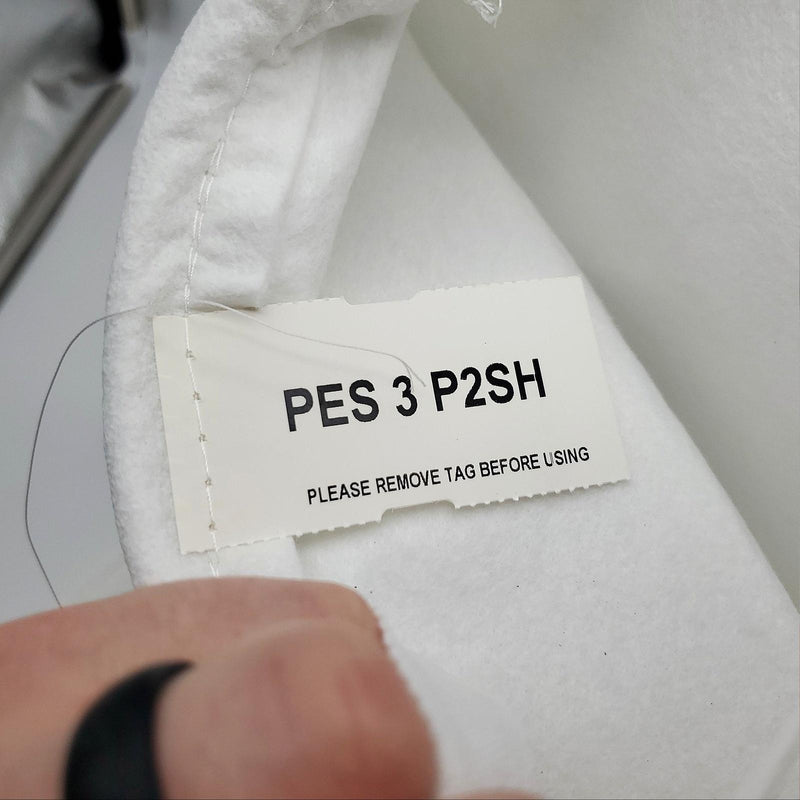 PES 3 P2SH
PLEASE REMOVE TAG BEFORE USING